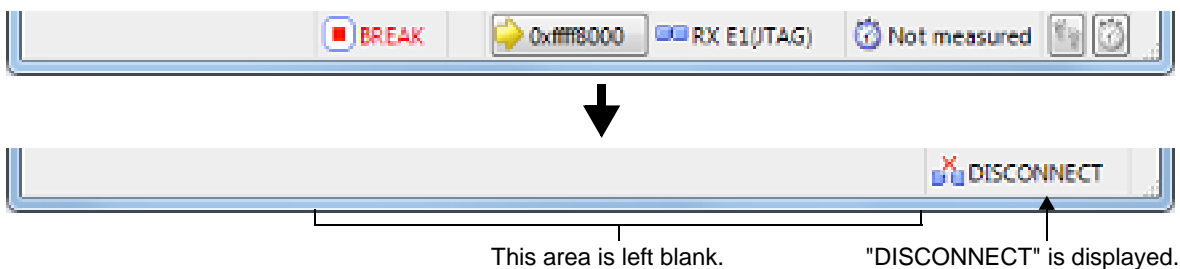 BREAK 0xffff8000 RX E1(JTAG) Not measured
DISCONNECT
This area is left blank. "DISCONNECT" is displayed.